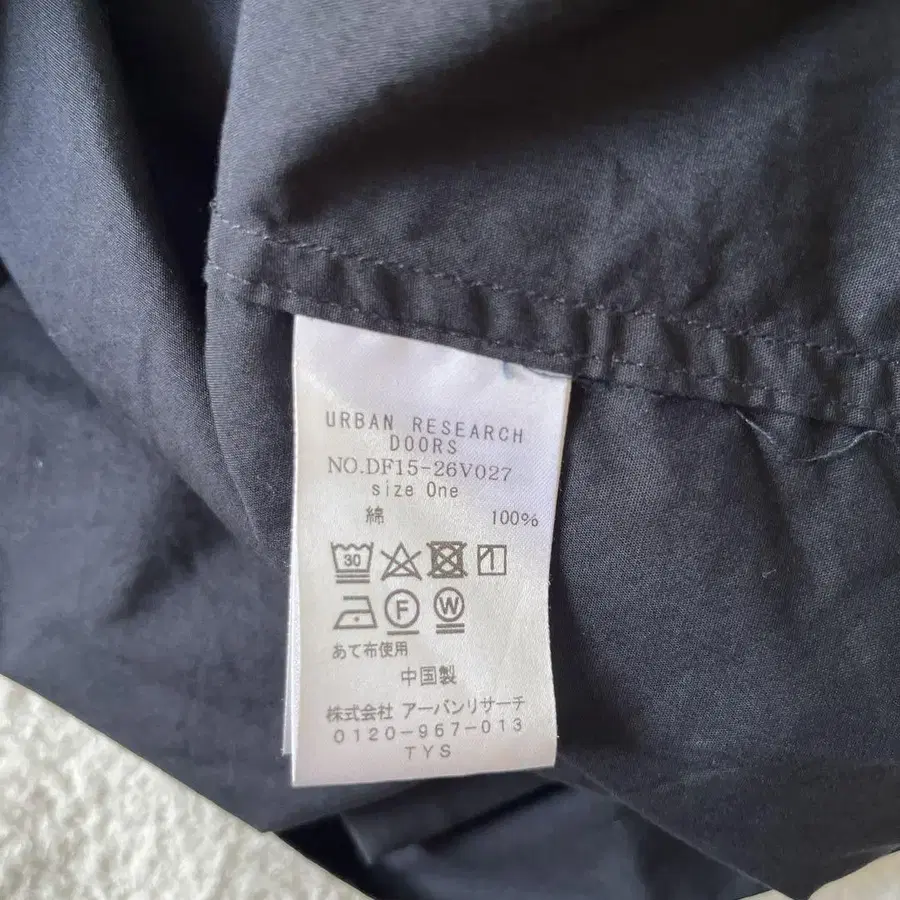 URBAN RESEARCH
DOORS
NO.DF15-26V027
size One
綿 100%
30
F W
あて布使用
中国製
株式会社 アーバンリサーチ
0120-967-013
TYS